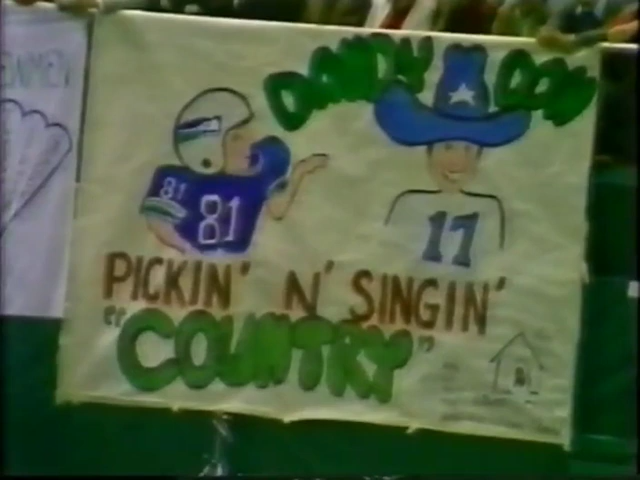 DANDY DON
81 81
17
PICKIN' N' SINGIN'
"COUNTRY"